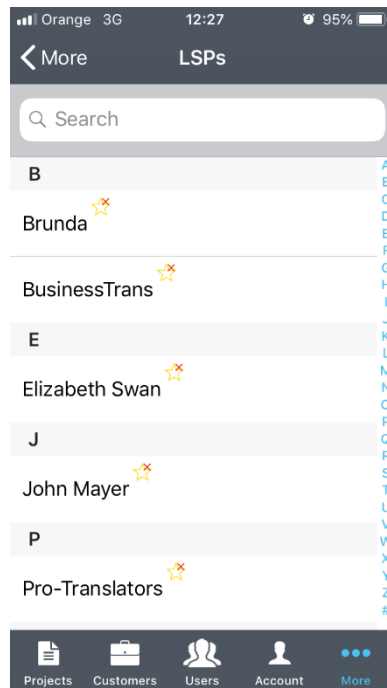 Orange 3G 12:27 95%
More LSPs
Search
B
Brunda
BusinessTrans
E
Elizabeth Swan
J
John Mayer
P
Pro-Translators
A
B
C
D
E
F
G
H
I
J
K
L
M
N
O
P
Q
R
S
T
U
V
W
X
Y
Z
#
Projects Customers Users Account More